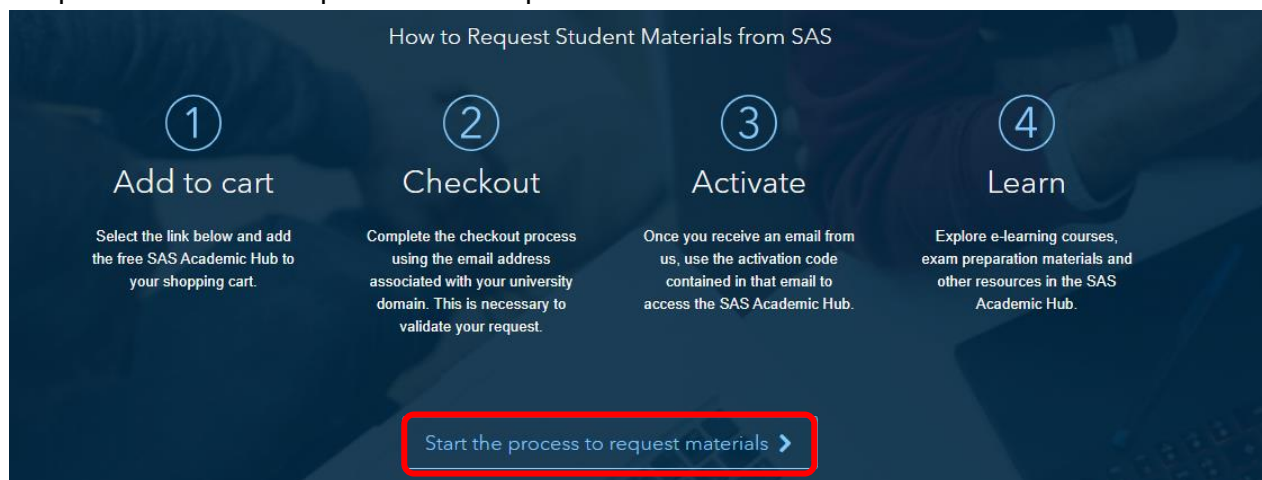 How to Request Student Materials from SAS
1
Add to cart
Select the link below and add
the free SAS Academic Hub to
your shopping cart.
2
Checkout
Complete the checkout process
using the email address
associated with your university
domain. This is necessary to
validate your request.
3
Activate
Once you receive an email from
us, use the activation code
contained in that email to
access the SAS Academic Hub.
4
Learn
Explore e-learning courses,
exam preparation materials and
other resources in the SAS
Academic Hub.
Start the process to request materials